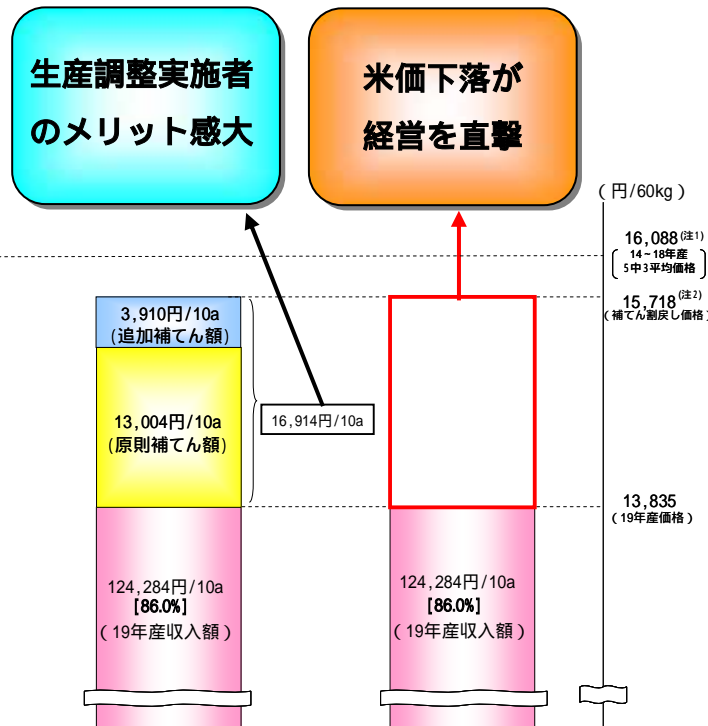 生産調整実施者
のメリット感大
米価下落が
経営を直撃
(円/60kg)
16,088(注1)
14~18年産
5中3平均価格
15,718(注2)
(補てん割戻し価格)
3,910円/10a
(追加補てん額)
13,004円/10a
(原則補てん額)
16,914円/10a
13,835
(19年産価格)
124,284円/10a
[86.0%]
(19年産収入額)
124,284円/10a
[86.0%]
(19年産収入額)